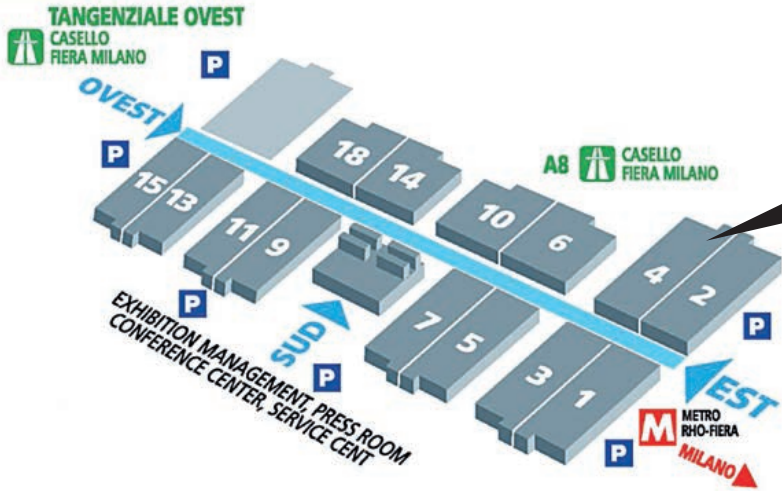 TANGENZIALE OVEST
CASELLO
FIERA MILANO
P
OVEST
P
18
14
A8
CASELLO
FIERA MILANO
15
13
10
6
11
9
4
2
P
EXHIBITION MANAGEMENT, PRESS ROOM
CONFERENCE CENTER, SERVICE CENT
SUD
7
5
P
P
3
1
EST
M
METRO
RHO-FIERA
P
MILANO